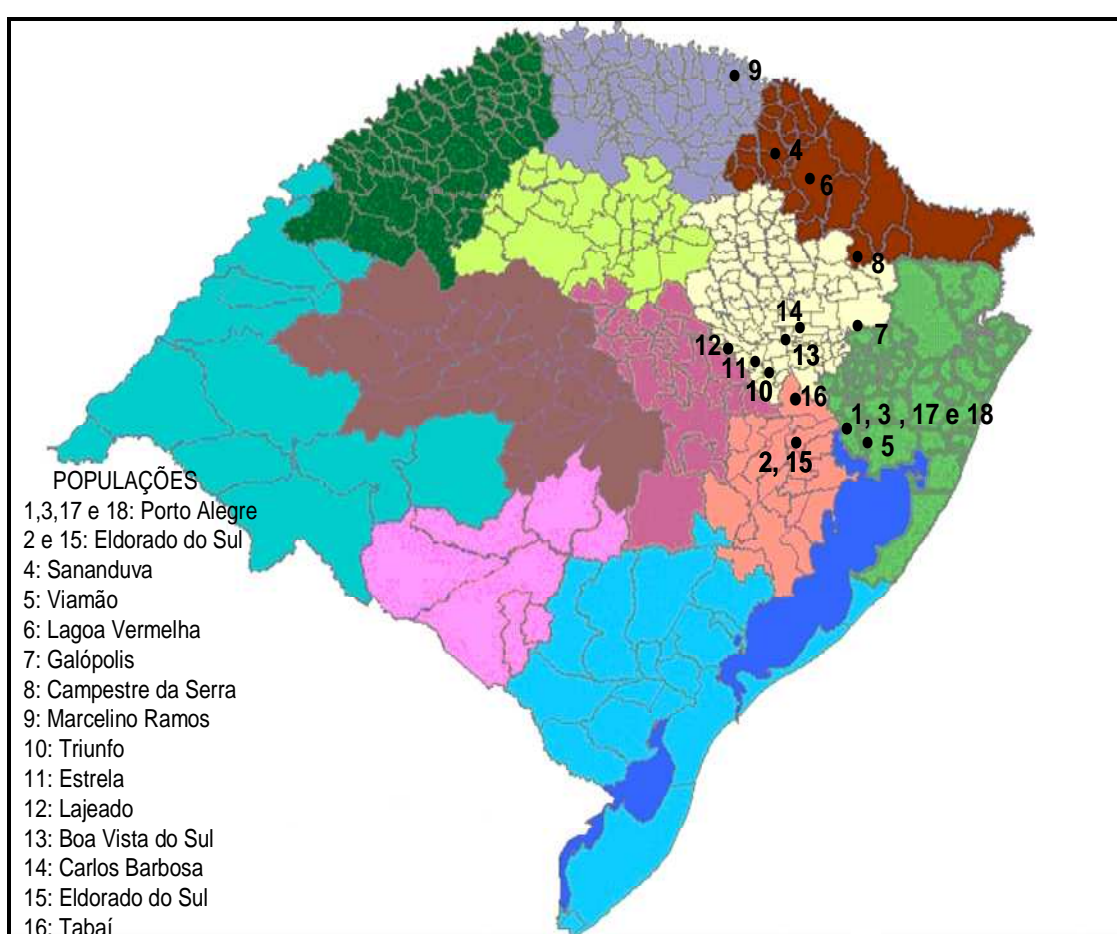 9
4
6
8
14
7
12
13
11
10
16
1, 3 , 17 e 18
5
2, 15
POPULAÇÕES
1,3,17 e 18: Porto Alegre
2 e 15: Eldorado do Sul
4: Sananduva
5: Viamão
6: Lagoa Vermelha
7: Galópolis
8: Campestre da Serra
9: Marcelino Ramos
10: Triunfo
11: Estrela
12: Lajeado
13: Boa Vista do Sul
14: Carlos Barbosa
15: Eldorado do Sul
16: Tabaí